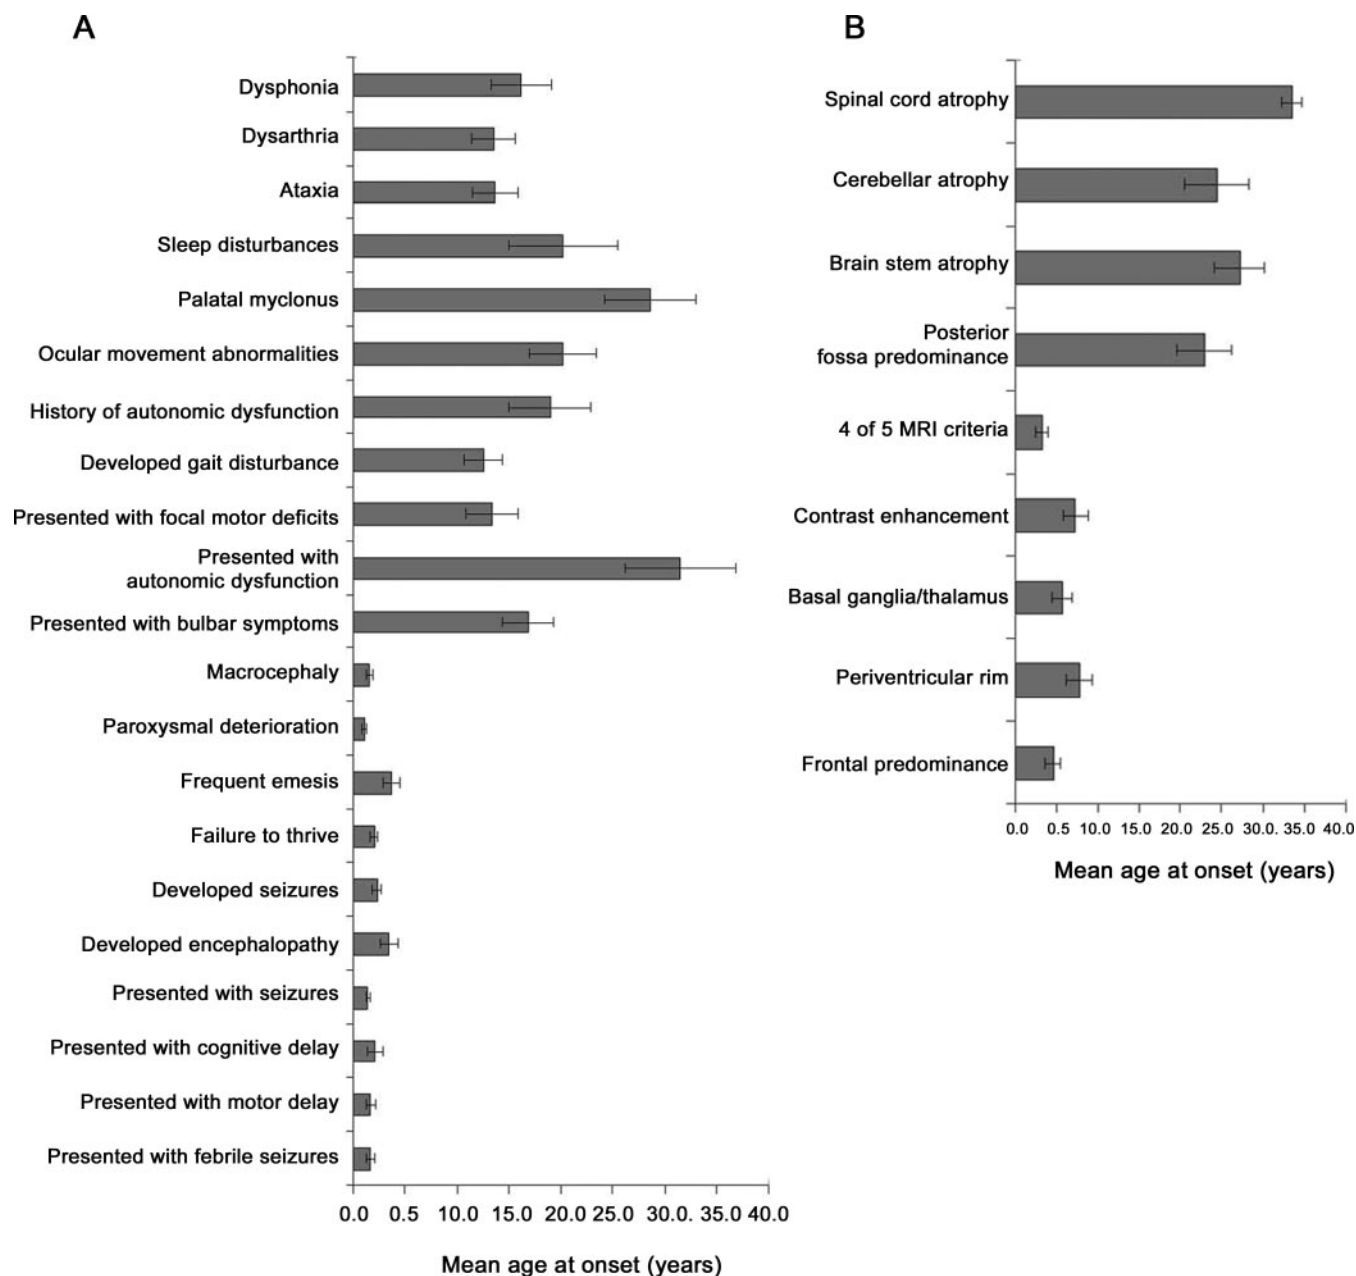 A
Dysphonia
Dysarthria
Ataxia
Sleep disturbances
Palatal myclonus
Ocular movement abnormalities
History of autonomic dysfunction
Developed gait disturbance
Presented with focal motor deficits
Presented with
autonomic dysfunction
Presented with bulbar symptoms
Macrocephaly
Paroxysmal deterioration
Frequent emesis
Failure to thrive
Developed seizures
Developed encephalopathy
Presented with seizures
Presented with cognitive delay
Presented with motor delay
Presented with febrile seizures
0.0 0.5 10.0 15.0 20.0 25.0 30.0. 35.0 40.0
Mean age at onset (years)
B
Spinal cord atrophy
Cerebellar atrophy
Brain stem atrophy
Posterior
fossa predominance
4 of 5 MRI criteria
Contrast enhancement
Basal ganglia/thalamus
Periventricular rim
Frontal predominance
0.0 0.5 10.0 15.0 20.0 25.0 30.0. 35.0 40.0
Mean age at onset (years)